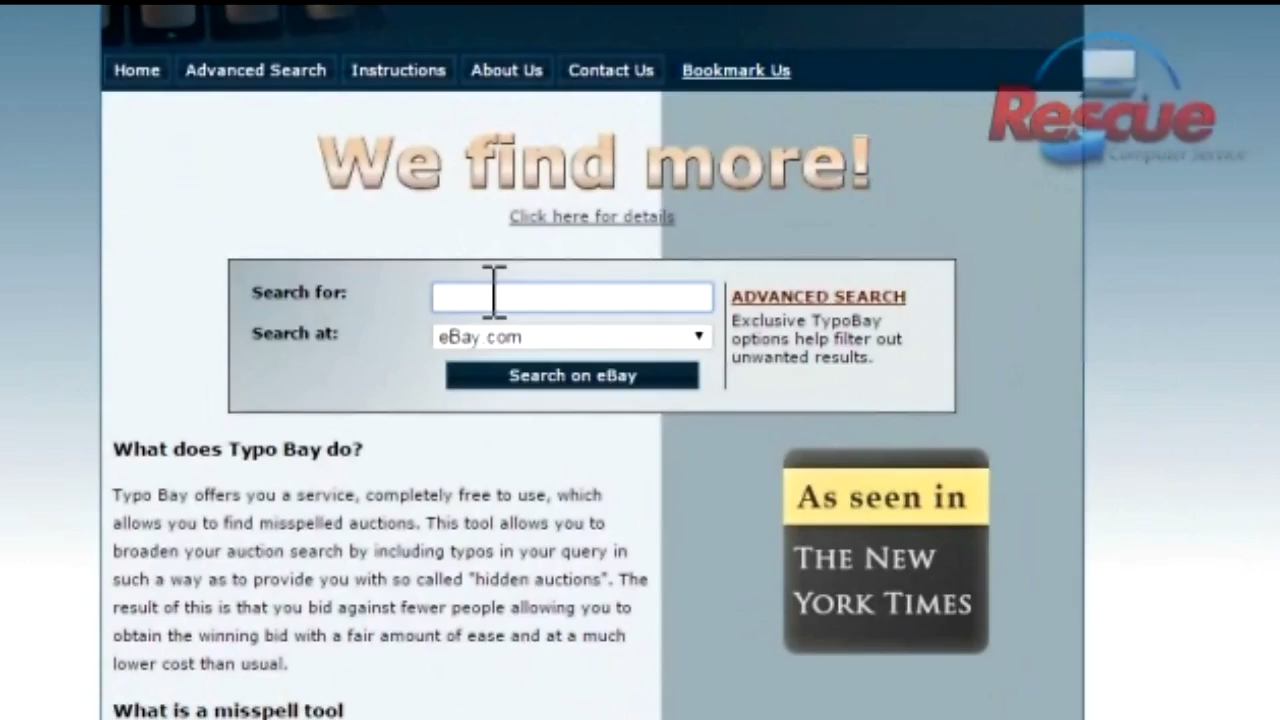 Home Advanced Search Instructions About Us Contact Us Bookmark Us
Rescue
Computer Service
We find more!
Click here for details
Search for:
Search at:
eBay.com
Search on eBay
ADVANCED SEARCH
Exclusive TypoBay
options help filter out
unwanted results.
What does Typo Bay do?
Typo Bay offers you a service, completely free to use, which
allows you to find misspelled auctions. This tool allows you to
broaden your auction search by including typos in your query in
such a way as to provide you with so called "hidden auctions". The
result of this is that you bid against fewer people allowing you to
obtain the winning bid with a fair amount of ease and at a much
lower cost than usual.
As seen in
THE NEW
YORK TIMES
What is a misspell tool